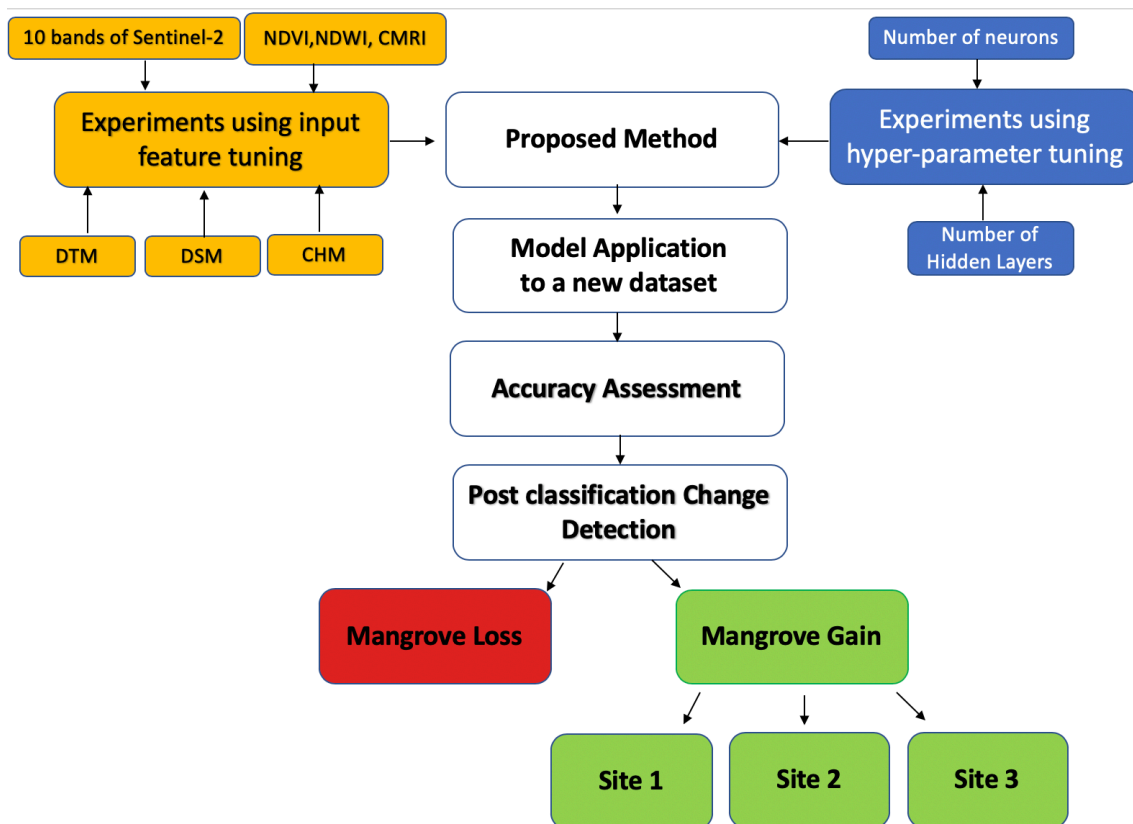 10 bands of Sentinel-2
NDVI,NDWI, CMRI
Number of neurons
Experiments using input
feature tuning
Proposed Method
Experiments using
hyper-parameter tuning
DTM
DSM
CHM
Number of
Hidden Layers
Model Application
to a new dataset
Accuracy Assessment
Post classification Change
Detection
Mangrove Loss
Mangrove Gain
Site 1
Site 2
Site 3